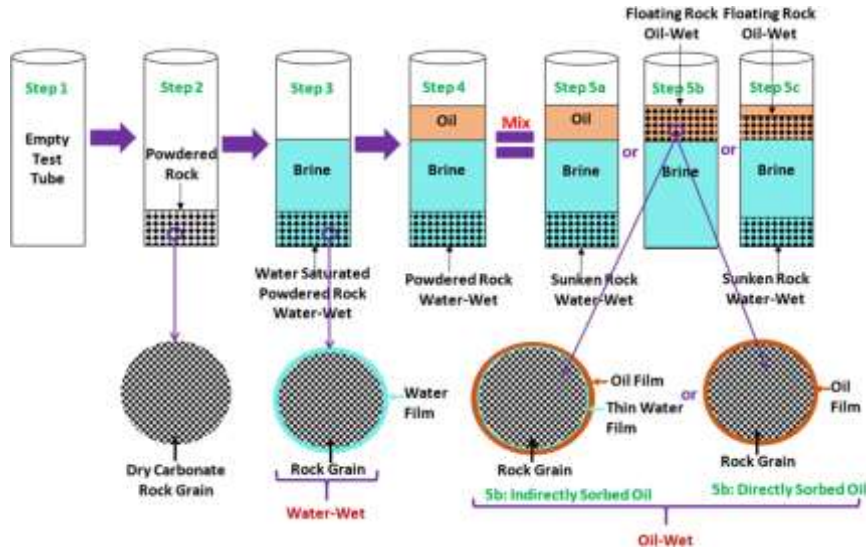 Floating Rock
Oil-Wet
Floating Rock
Oil-Wet
Step 1
Step 2
Step 3
Step 4
Step 5a
Step 5b
Step 5c
Empty
Test
Tube
Powdered
Rock
Brine
Oil
Brine
Mix
Oil
Brine
or
Brine
or
Brine
Water Saturated
Powdered Rock
Water-Wet
Powdered Rock
Water-Wet
Sunken Rock
Water-Wet
Sunken Rock
Water-Wet
Dry Carbonate
Rock Grain
Water
Film
Rock Grain
Water-Wet
Oil Film
Thin Water
Film
Rock Grain
5b: Indirectly Sorbed Oil
or
Oil
Film
Rock Grain
5b: Directly Sorbed Oil
Oil-Wet